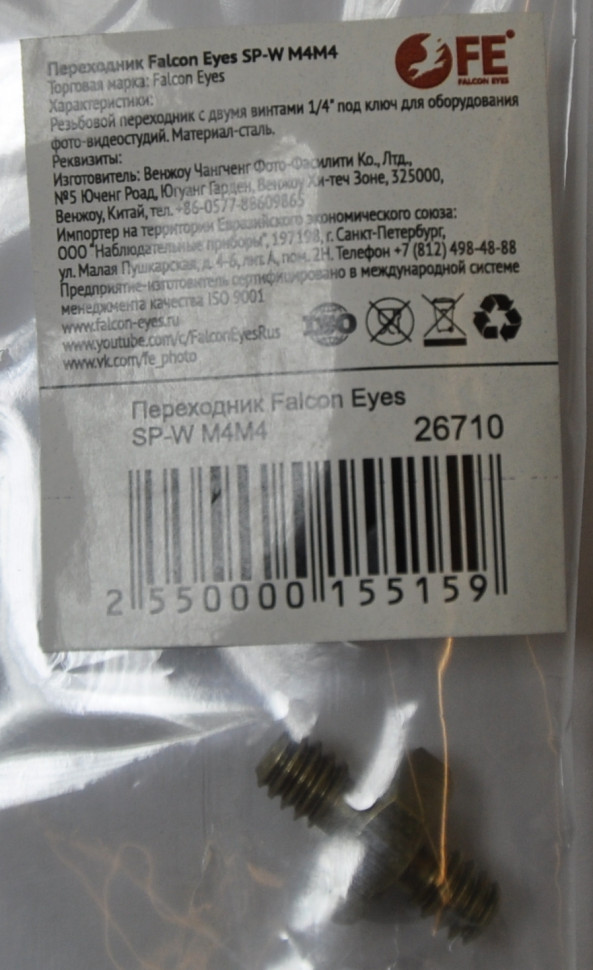 Переходник Falcon Eyes SP-W M4M4
Торговая марка: Falcon Eyes
Характеристики:
Резьбовой переходник с двумя винтами 1/4" под ключ для оборудования
фото-видеостудий. Материал-сталь.
Реквизиты:
Изготовитель: Венжоу Чангченг Фото-Фасилити Ко., Лтд.,
№5 Юченг Роад, Югуанг Гарден, Венжоу Хи-теч Зоне, 325000,
Венжоу, Китай, тел. +86-0577-88609865
Импортер на территории Евразийского экономического союза:
ООО "Наблюдательные приборы", 197198, г. Санкт-Петербург,
ул. Малая Пушкарская, д. 4-6, лит. А, пом. 2Н. Телефон +7 (812) 498-48-88
Предприятие-изготовитель сертифицировано в международной системе
менеджмента качества ISO 9001
www.falcon-eyes.ru
www.youtube.com/c/FalconEyesRus
www.vk.com/fe_photo
FE
FALCON EYES
ISO
Переходник Falcon Eyes
SP-W M4M4
26710
2 550000 155159